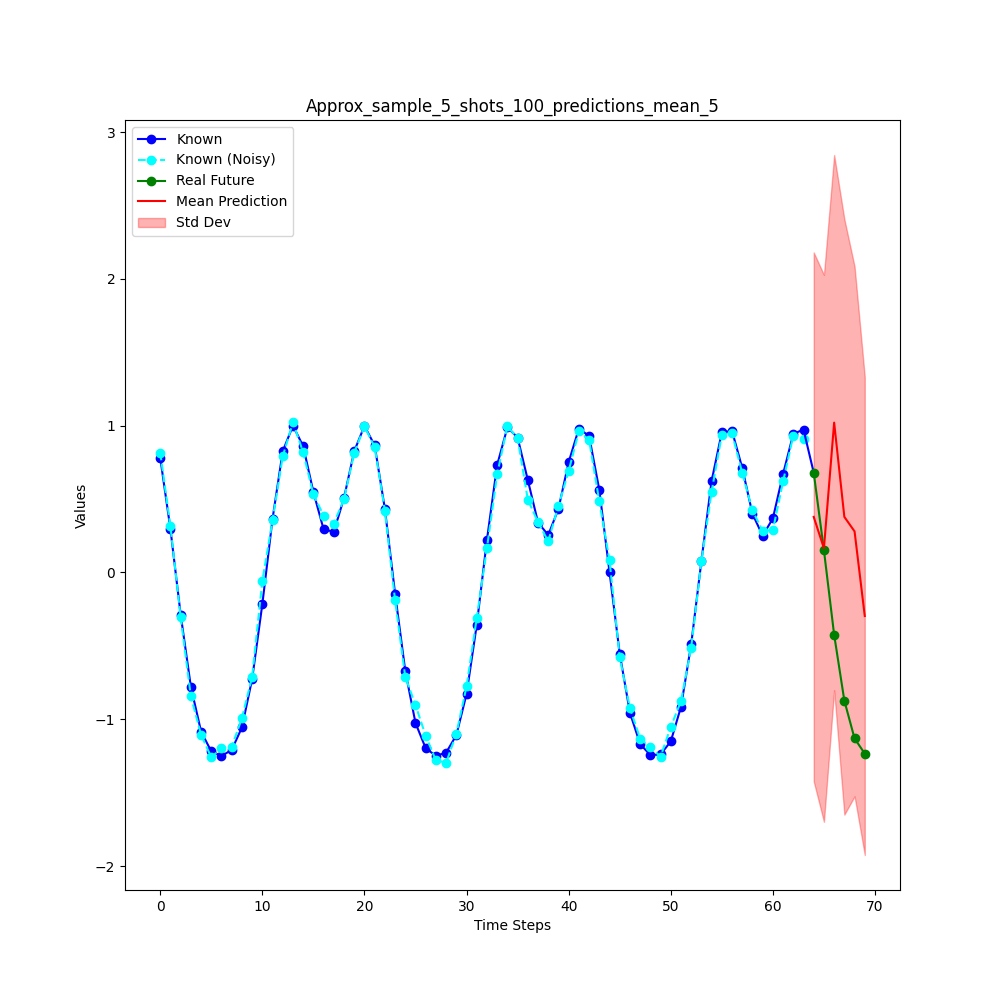 Approx_sample_5_shots_100_predictions_mean_5
Known
Known (Noisy)
Real Future
Mean Prediction
Std Dev
3
2
1
0
−1
−2
Values
0 10 20 30 40 50 60 70
Time Steps